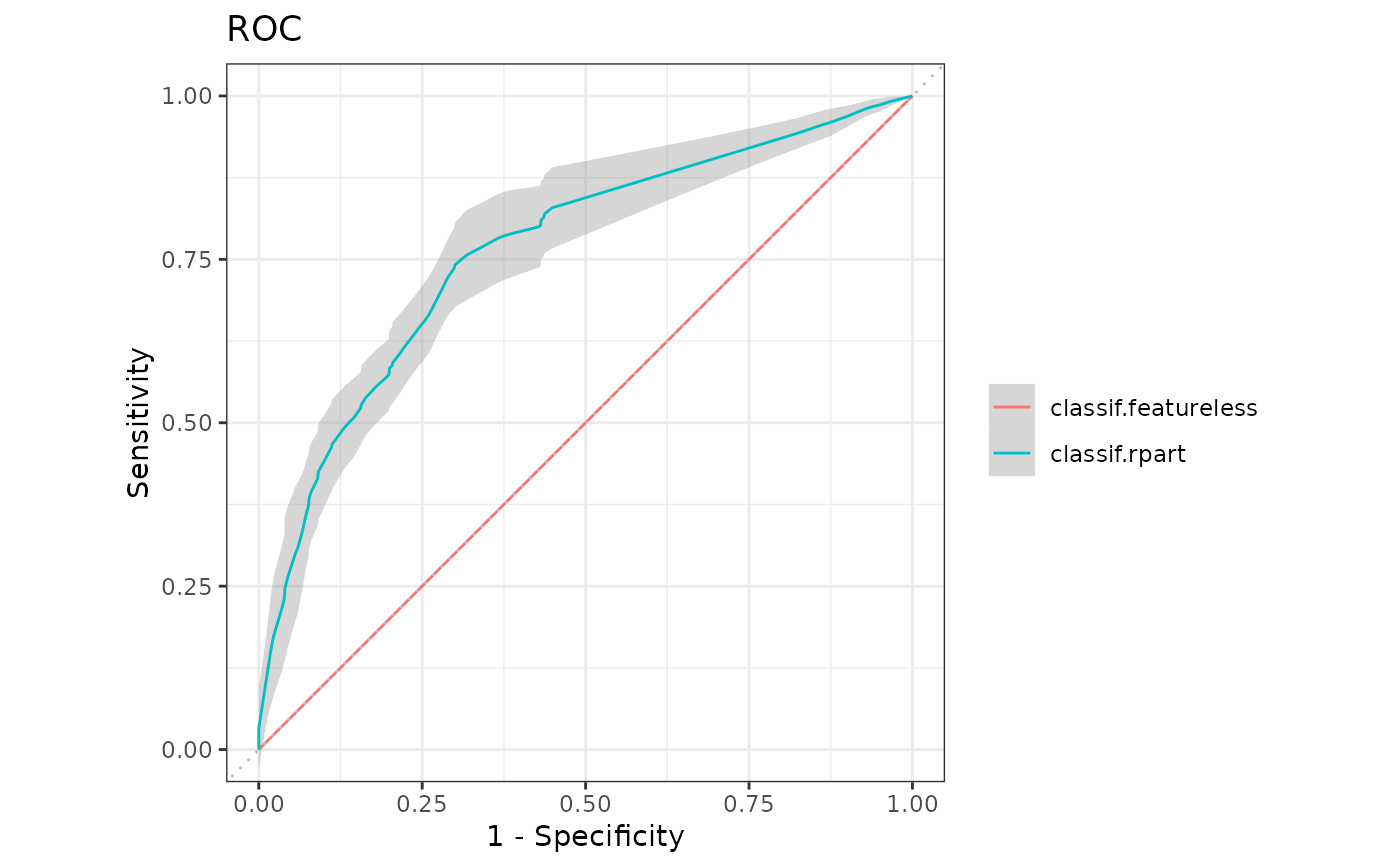 ROC
1.00
0.75
0.50
0.25
0.00
Sensitivity
0.00 0.25 0.50 0.75 1.00
1 - Specificity
classif.featureless
classif.rpart